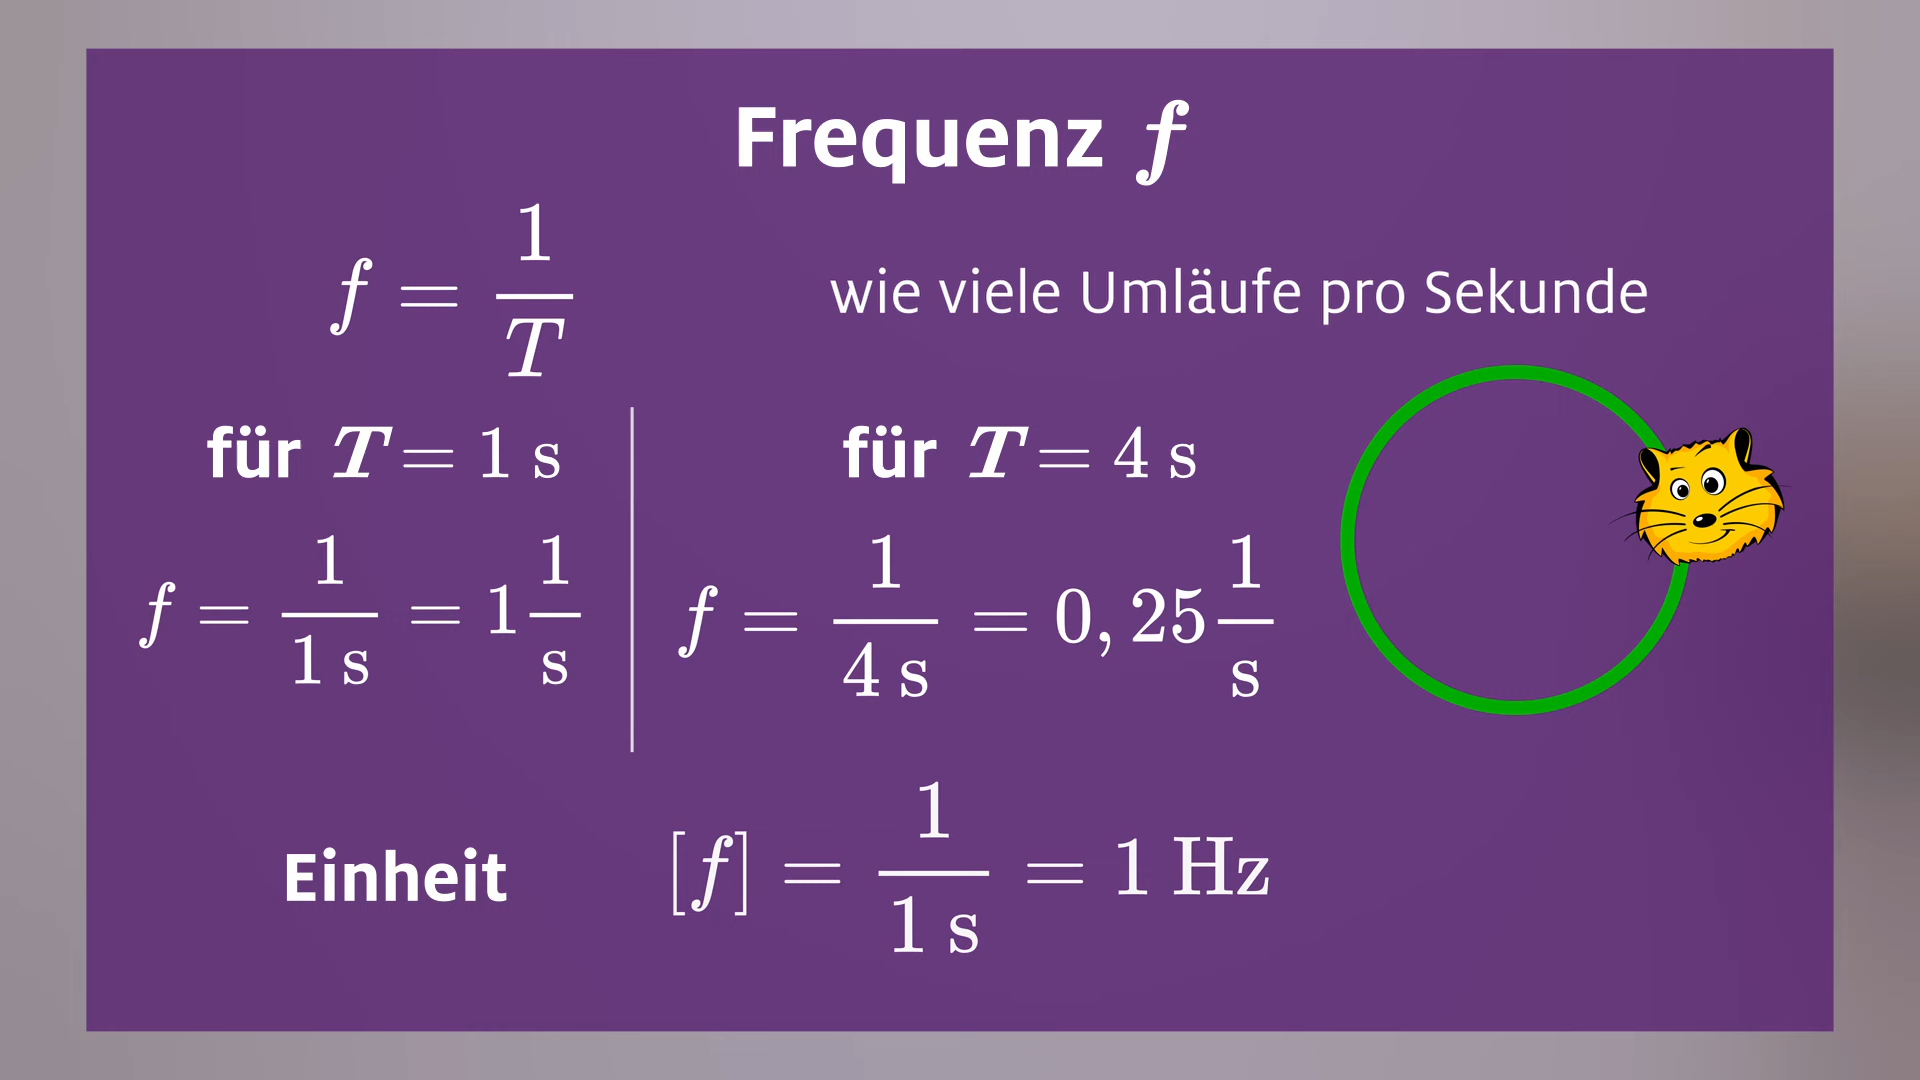 Frequenz f
f = 1/T
wie viele Umläufe pro Sekunde
für T = 1 s
f = 1/1 s = 1 1/s
für T = 4 s
f = 1/4 s = 0,25 1/s
Einheit [f] = 1/1 s = 1 Hz